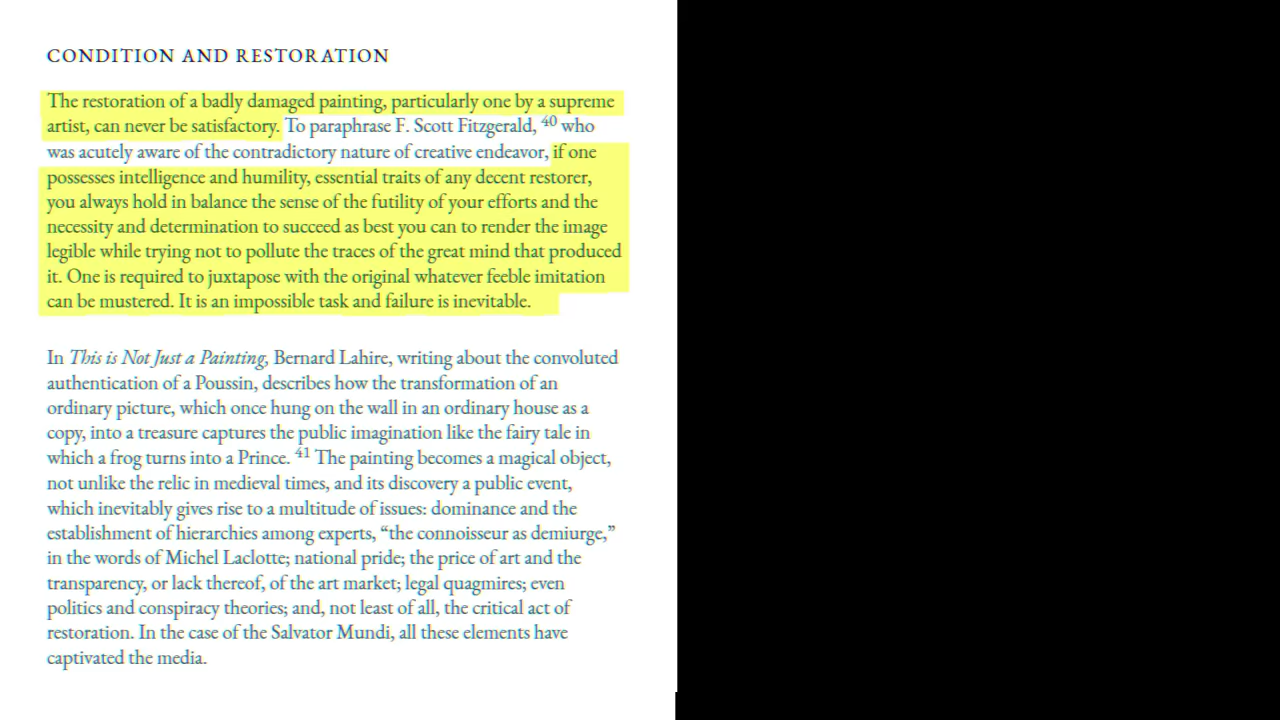 CONDITION AND RESTORATION
The restoration of a badly damaged painting, particularly one by a supreme
artist, can never be satisfactory. To paraphrase F. Scott Fitzgerald, 40 who
was acutely aware of the contradictory nature of creative endeavor, if one
possesses intelligence and humility, essential traits of any decent restorer,
you always hold in balance the sense of the futility of your efforts and the
necessity and determination to succeed as best you can to render the image
legible while trying not to pollute the traces of the great mind that produced
it. One is required to juxtapose with the original whatever feeble imitation
can be mustered. It is an impossible task and failure is inevitable.
In This is Not Just a Painting, Bernard Lahire, writing about the convoluted
authentication of a Poussin, describes how the transformation of an
ordinary picture, which once hung on the wall in an ordinary house as a
copy, into a treasure captures the public imagination like the fairy tale in
which a frog turns into a Prince. 41 The painting becomes a magical object,
not unlike the relic in medieval times, and its discovery a public event,
which inevitably gives rise to a multitude of issues: dominance and the
establishment of hierarchies among experts, “the connoisseur as demiurge,”
in the words of Michel Laclotte; national pride; the price of art and the
transparency, or lack thereof, of the art market; legal quagmires; even
politics and conspiracy theories; and, not least of all, the critical act of
restoration. In the case of the Salvator Mundi, all these elements have
captivated the media.